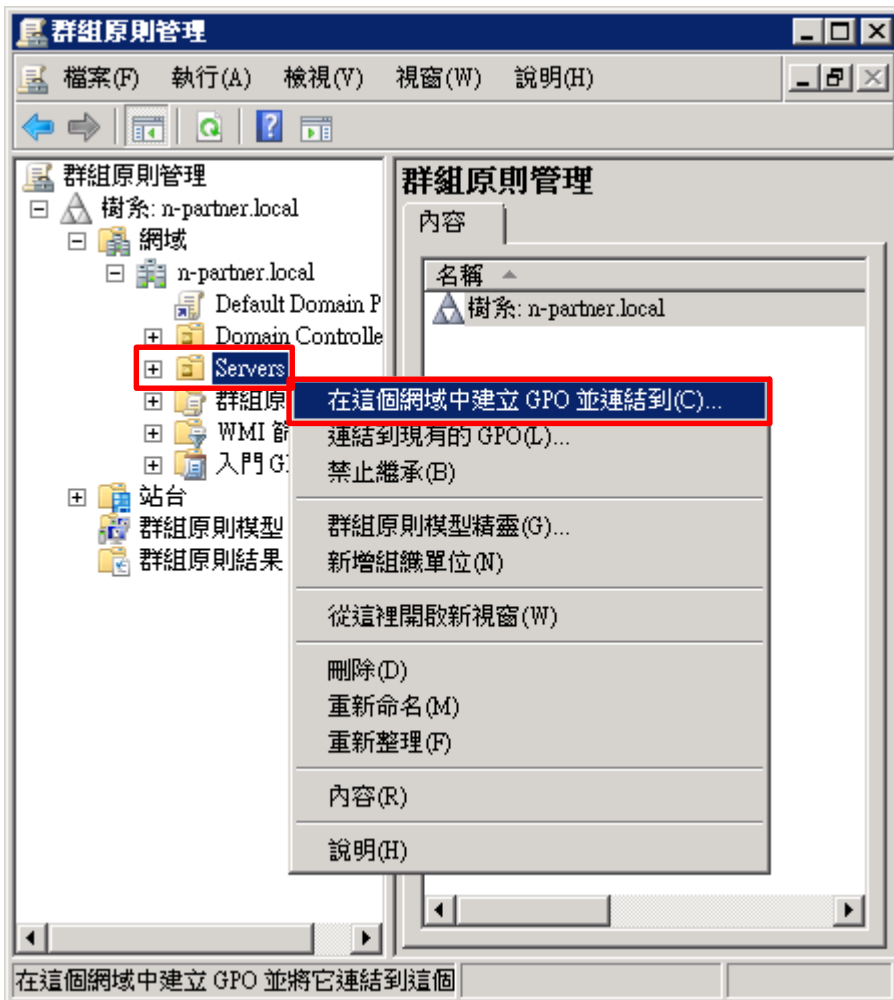 群組原則管理
檔案(F) 執行(A) 檢視(V) 視窗(W) 說明(H)
群組原則管理
樹系: n-partner.local
網域
n-partner.local
Default Domain P
Domain Controlle
Servers
群組原
WMI 篩
入門 G
站台
群組原則模型
群組原則結果
群組原則管理
內容
名稱
樹系: n-partner.local
在這個網域中建立 GPO 並連結到(C)...
連結到現有的 GPO(L)...
禁止繼承(B)
群組原則模型精靈(G)...
新增組織單位(N)
從這裡開啟新視窗(W)
刪除(D)
重新命名(M)
重新整理(F)
內容(R)
說明(H)
在這個網域中建立 GPO 並將它連結到這個